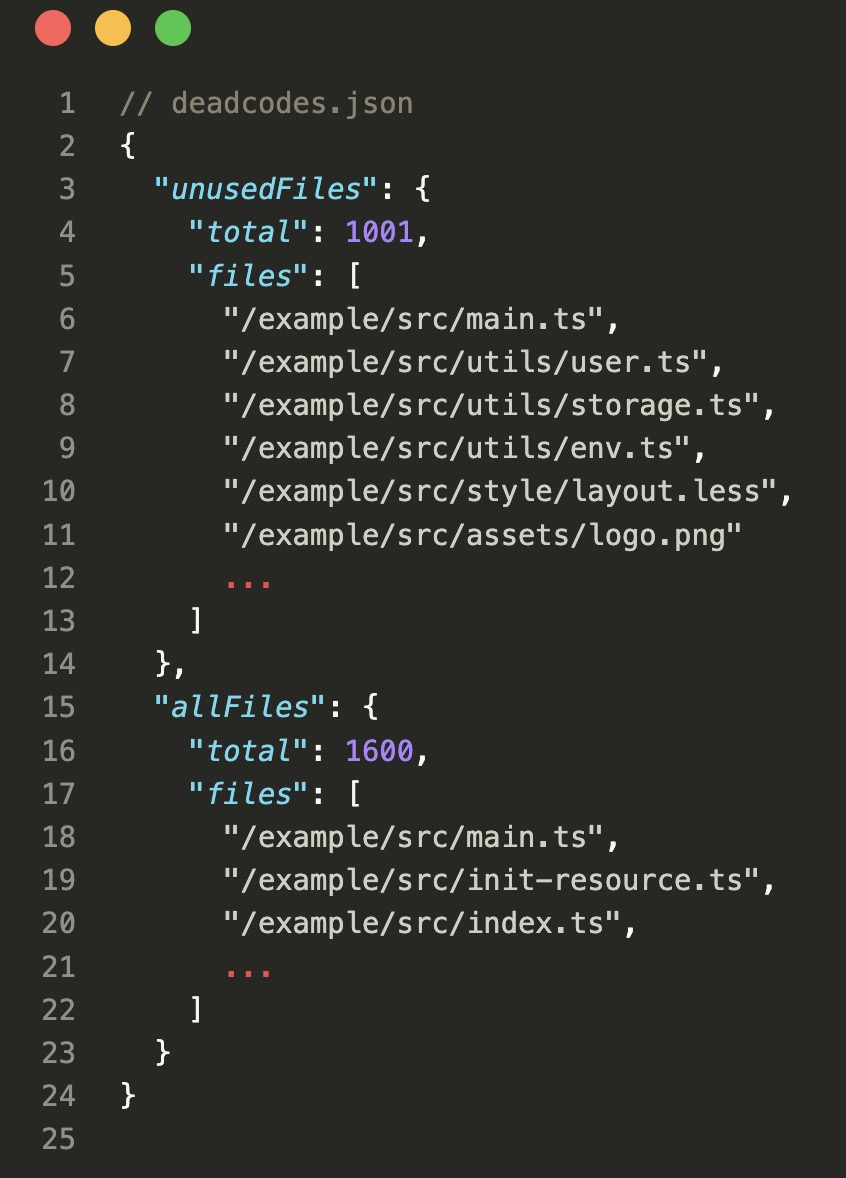 1 // deadcodes.json
2 {
3   "unusedFiles": {
4     "total": 1001,
5     "files": [
6       "/example/src/main.ts",
7       "/example/src/utils/user.ts",
8       "/example/src/utils/storage.ts",
9       "/example/src/utils/env.ts",
10       "/example/src/style/layout.less",
11       "/example/src/assets/logo.png"
12       ...
13     ]
14   },
15   "allFiles": {
16     "total": 1600,
17     "files": [
18       "/example/src/main.ts",
19       "/example/src/init-resource.ts",
20       "/example/src/index.ts",
21       ...
22     ]
23   }
24 }
25